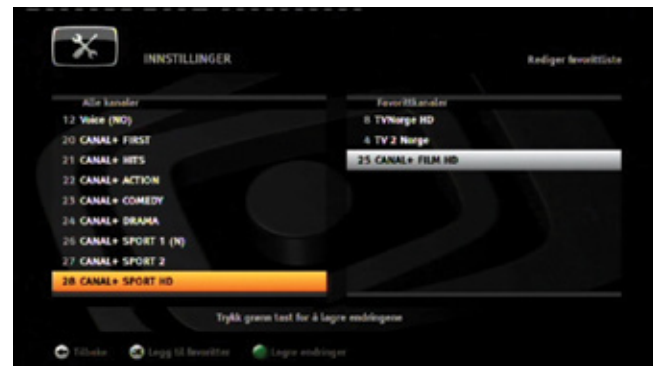 INNSTILLINGER
Rediger favorittliste
Alle kanaler
12 Voice (NO)
20 CANAL+ FIRST
21 CANAL+ HITS
22 CANAL+ ACTION
23 CANAL+ COMEDY
24 CANAL+ DRAMA
26 CANAL+ SPORT 1 (N)
27 CANAL+ SPORT 2
28 CANAL+ SPORT HD
Favorittkanaler
8 TVNorge HD
4 TV 2 Norge
25 CANAL+ FILM HD
Trykk grønn tast for å lagre endringene
Tilbake
OK Legg til favoritter
Lagre endringer